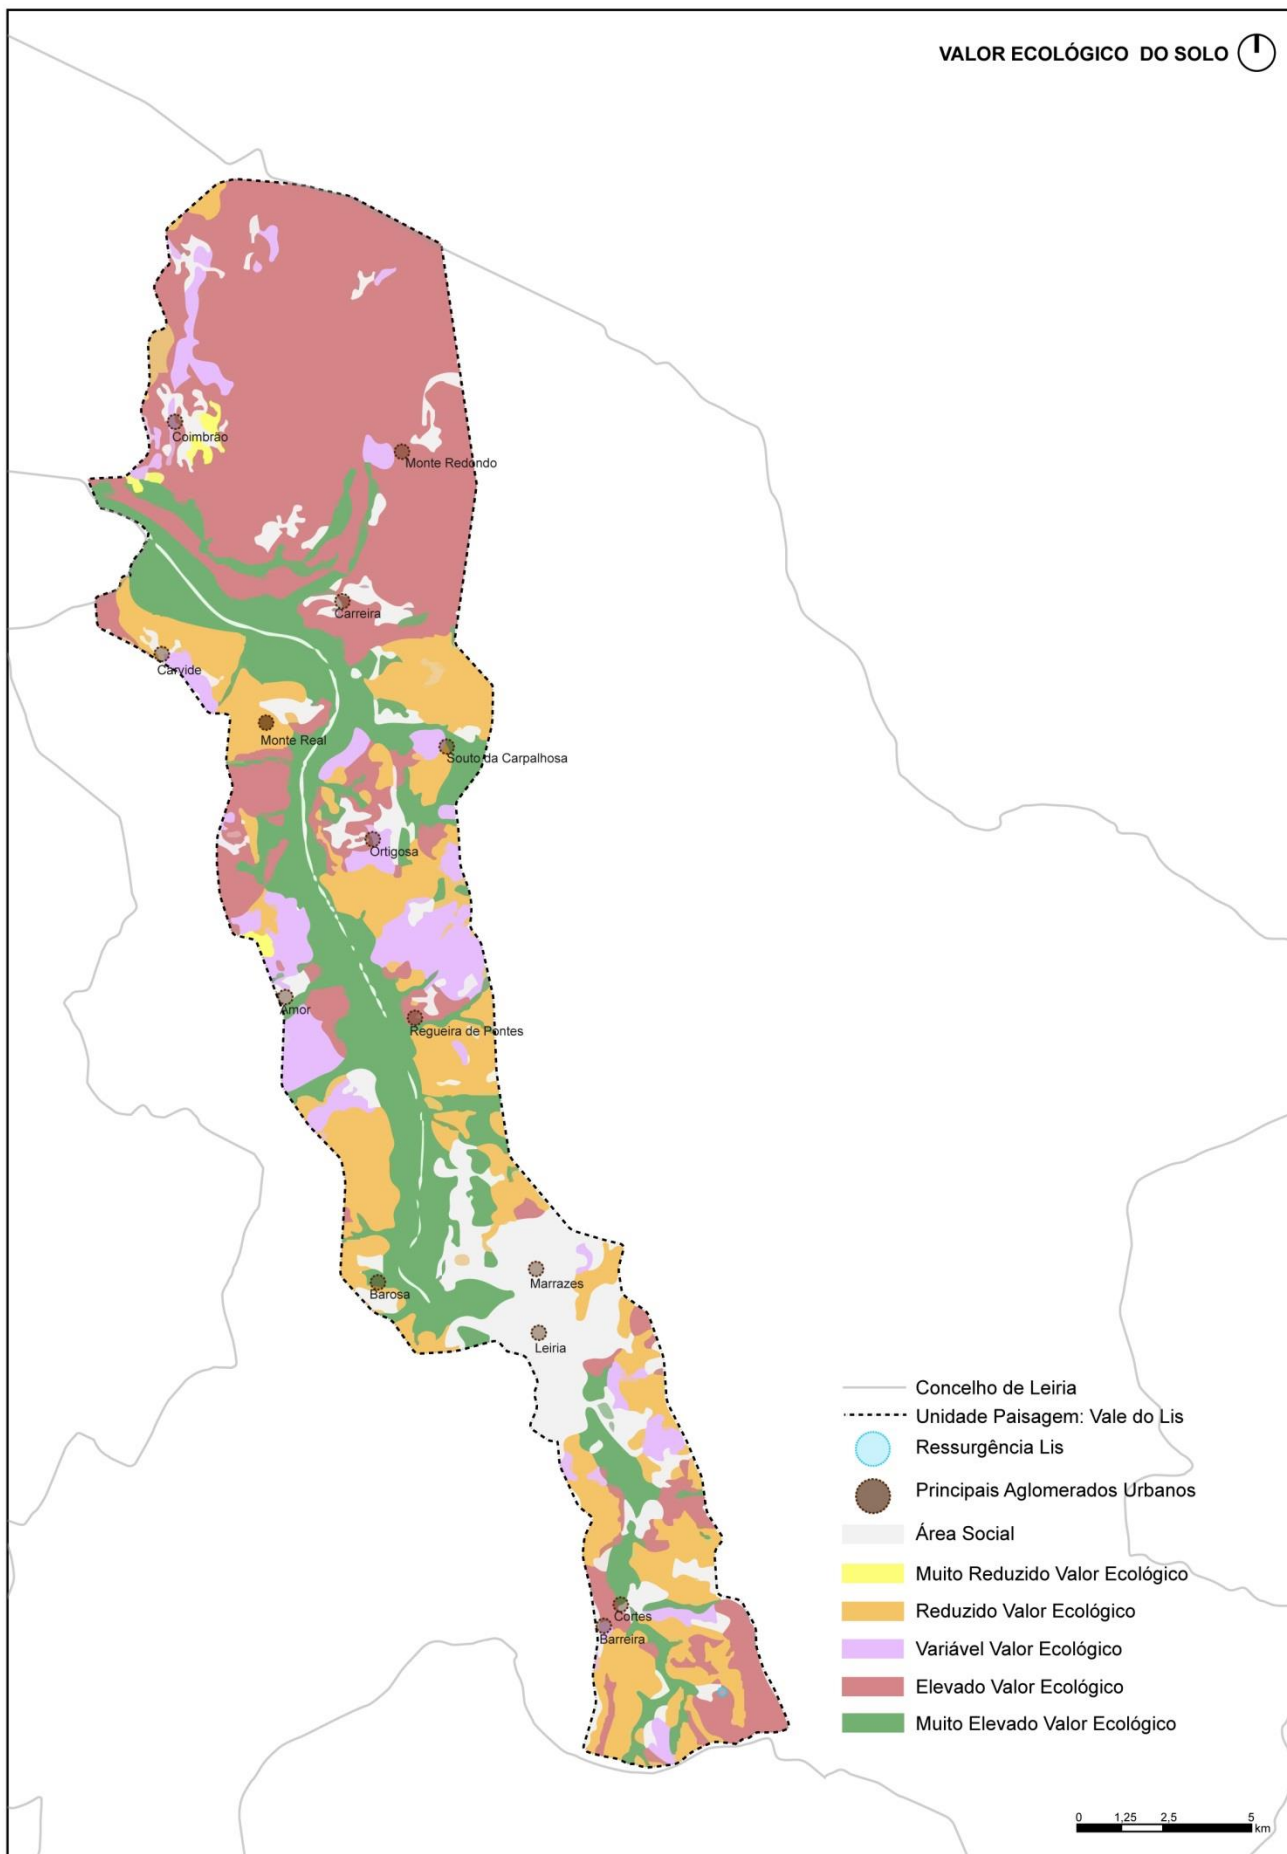 VALOR ECOLÓGICO DO SOLO
Coimbrão
Monte Redondo
Carreira
Carvide
Monte Real
Souto da Carpalhosa
Ortigosa
Amor
Regueira de Pontes
Marrazes
Barosa
Leiria
Concelho de Leiria
Unidade Paisagem: Vale do Lis
Ressurgência Lis
Principais Aglomerados Urbanos
Área Social
Muito Reduzido Valor Ecológico
Reduzido Valor Ecológico
Cortes
Barreira
Variável Valor Ecológico
Elevado Valor Ecológico
Muito Elevado Valor Ecológico
0 1,25 2,5 5
km